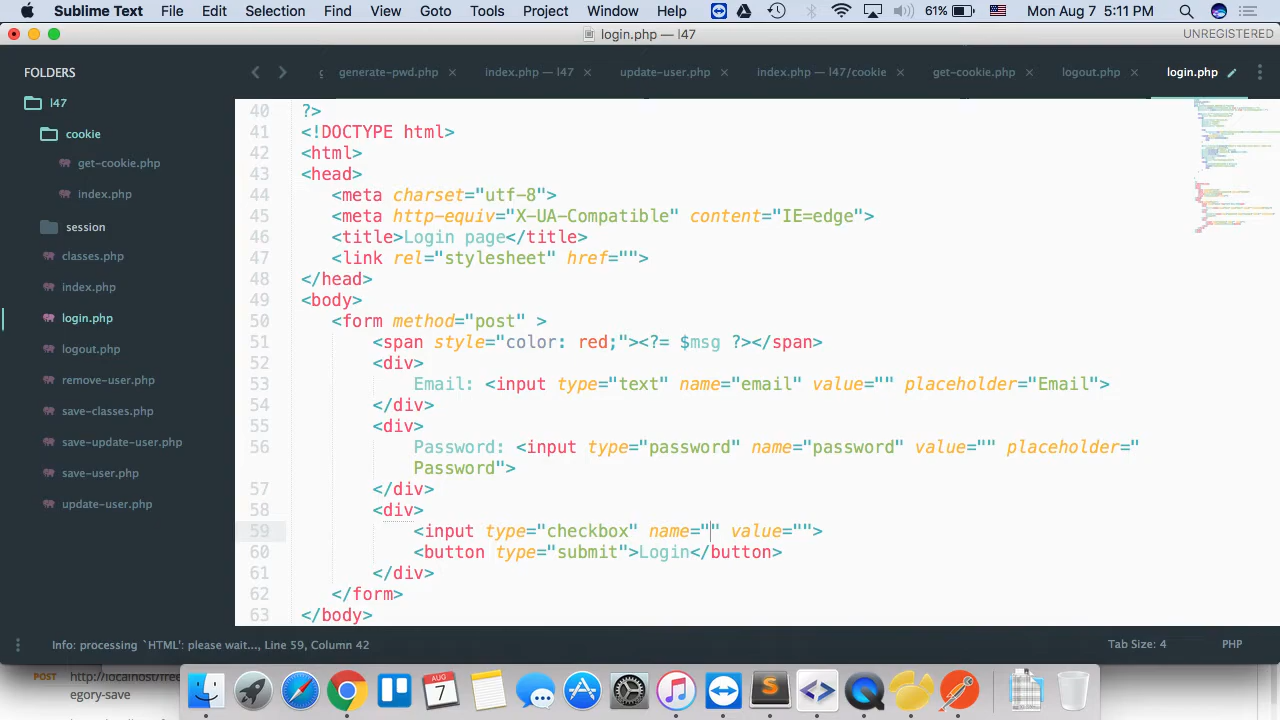 Sublime Text File Edit Selection Find View Goto Tools Project Window Help 61% Mon Aug 7 5:11 PM
login.php — l47 UNREGISTERED
FOLDERS
l47
cookie
get-cookie.php
index.php
session
classes.php
index.php
login.php
logout.php
remove-user.php
save-classes.php
save-update-user.php
save-user.php
update-user.php
generate-pwd.php × index.php — l47 × update-user.php × index.php — l47/cookie × get-cookie.php × logout.php × login.php
40 ?>
41 <!DOCTYPE html>
42 <html>
43 <head>
44 <meta charset="utf-8">
45 <meta http-equiv="X-UA-Compatible" content="IE=edge">
46 <title>Login page</title>
47 <link rel="stylesheet" href="">
48 </head>
49 <body>
50 <form method="post" >
51 <span style="color: red;"><?= $msg ?></span>
52 <div>
53 Email: <input type="text" name="email" value="" placeholder="Email">
54 </div>
55 <div>
56 Password: <input type="password" name="password" value="" placeholder="
Password">
57 </div>
58 <div>
59 <input type="checkbox" name="" value="">
60 <button type="submit">Login</button>
61 </div>
62 </form>
63 </body>
Info: processing `HTML': please wait..., Line 59, Column 42 Tab Size: 4 PHP
POST http://localhost/free
egory-save
AUG
7